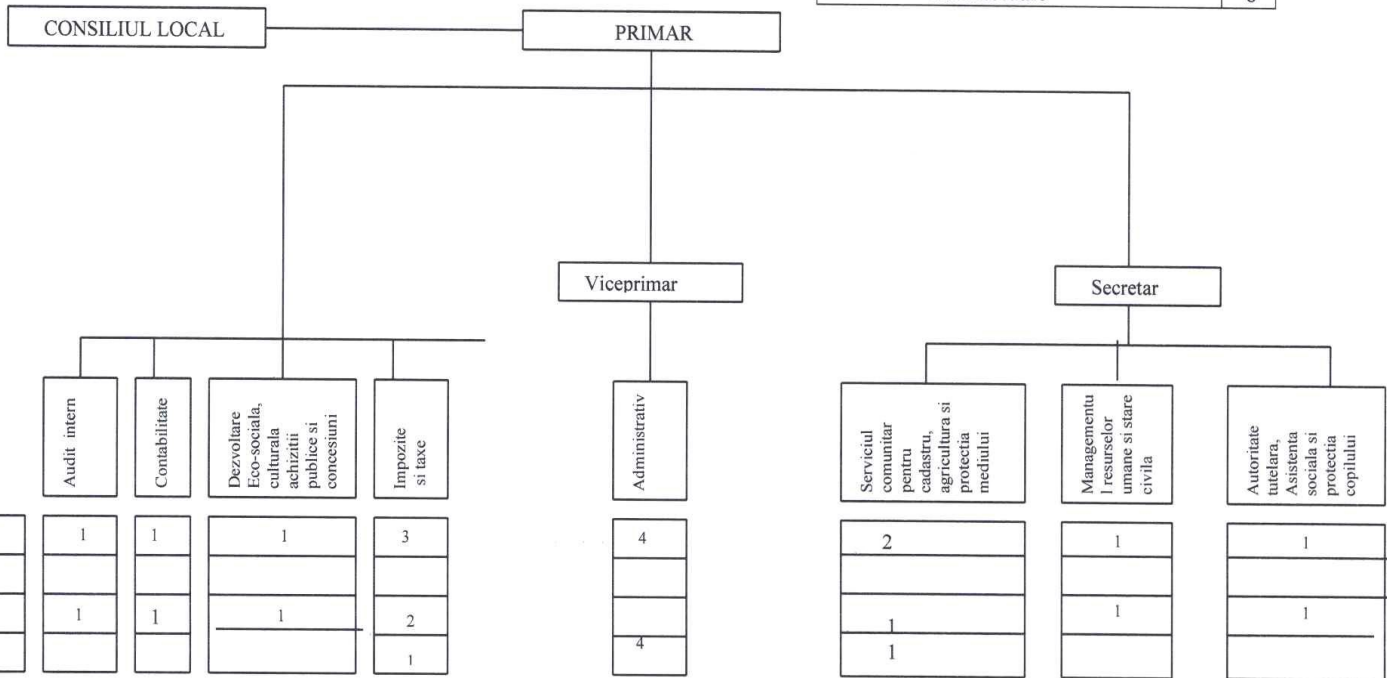 CONSILIUL LOCAL
PRIMAR
Viceprimar
Secretar
Audit intern
Contabilitate
Dezvoltare
Eco-sociala,
culturala
achizitii
publice si
concesiuni
Impozite
si taxe
Administrativ
Serviciul
comunitar
pentru
cadastru,
agricultura si
protectia
mediului
Managementu
l resurselor
umane si stare
civila
Autoritate
tutelara,
Asistenta
sociala si
protectia
copilului
1 1 1 3 4 2 1 1
1 1 1 2 1 1 1
1 4 1